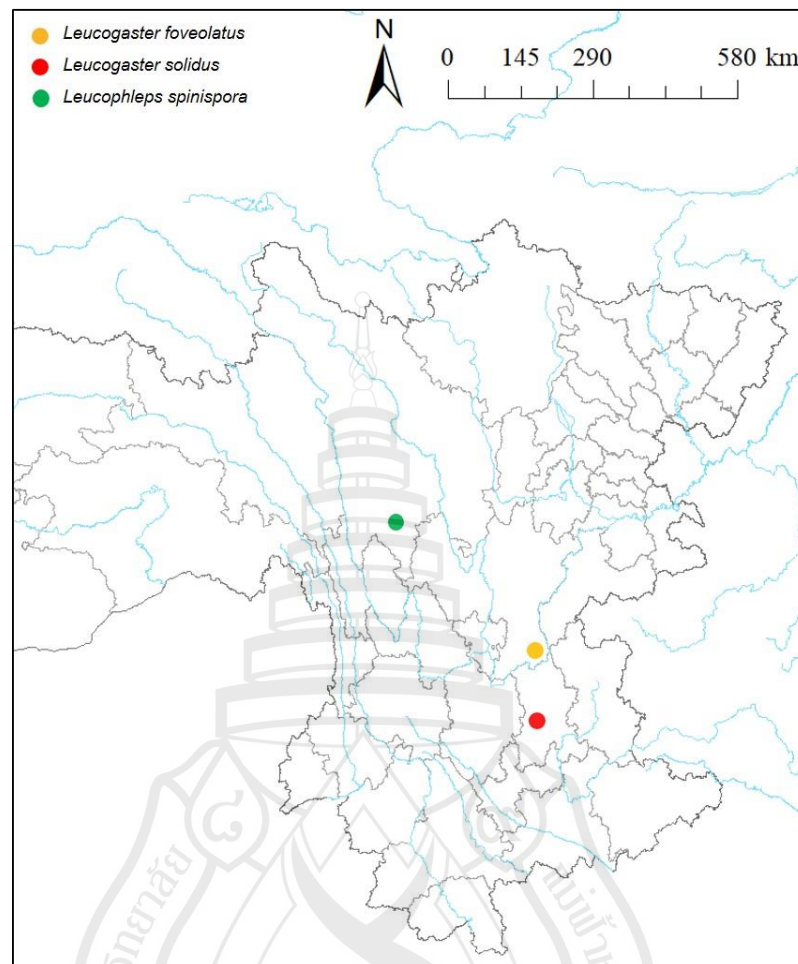 Leucogaster foveolatus
Leucogaster solidus
Leucophleps spinispora
N
0 145 290 580 km